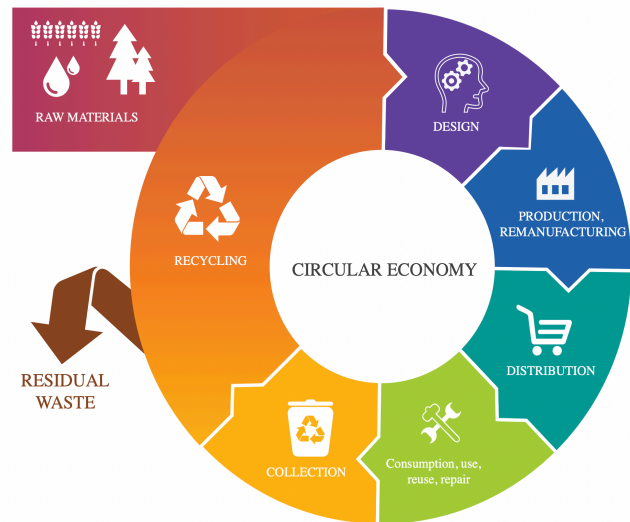 RAW MATERIALS
DESIGN
PRODUCTION,
REMANUFACTURING
RECYCLING
CIRCULAR ECONOMY
DISTRIBUTION
RESIDUAL
WASTE
COLLECTION
Consumption, use,
reuse, repair